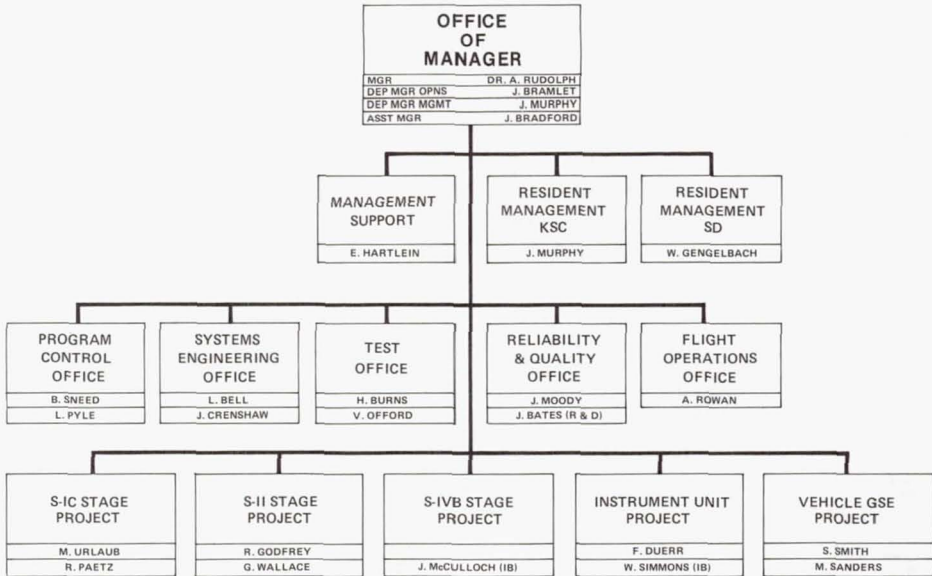 OFFICE
OF
MANAGER
MGR DR. A. RUDOLPH
DEP MGR OPNS J. BRAMLET
DEP MGR MGMT J. MURPHY
ASST MGR J. BRADFORD
MANAGEMENT
SUPPORT
E. HARTLEIN
RESIDENT
MANAGEMENT
KSC
J. MURPHY
RESIDENT
MANAGEMENT
SD
W. GENGELBACH
PROGRAM
CONTROL
OFFICE
B. SNEED
L. PYLE
SYSTEMS
ENGINEERING
OFFICE
L. BELL
J. CRENSHAW
TEST
OFFICE
H. BURNS
V. OFFORD
RELIABILITY
& QUALITY
OFFICE
J. MOODY
J. BATES (R & D)
FLIGHT
OPERATIONS
OFFICE
A. ROWAN
S-IC STAGE
PROJECT
M. URLAUB
R. PAETZ
S-II STAGE
PROJECT
R. GODFREY
G. WALLACE
S-IVB STAGE
PROJECT
J. McCULLOCH (IB)
INSTRUMENT UNIT
PROJECT
F. DUERR
W. SIMMONS (IB)
VEHICLE GSE
PROJECT
S. SMITH
M. SANDERS